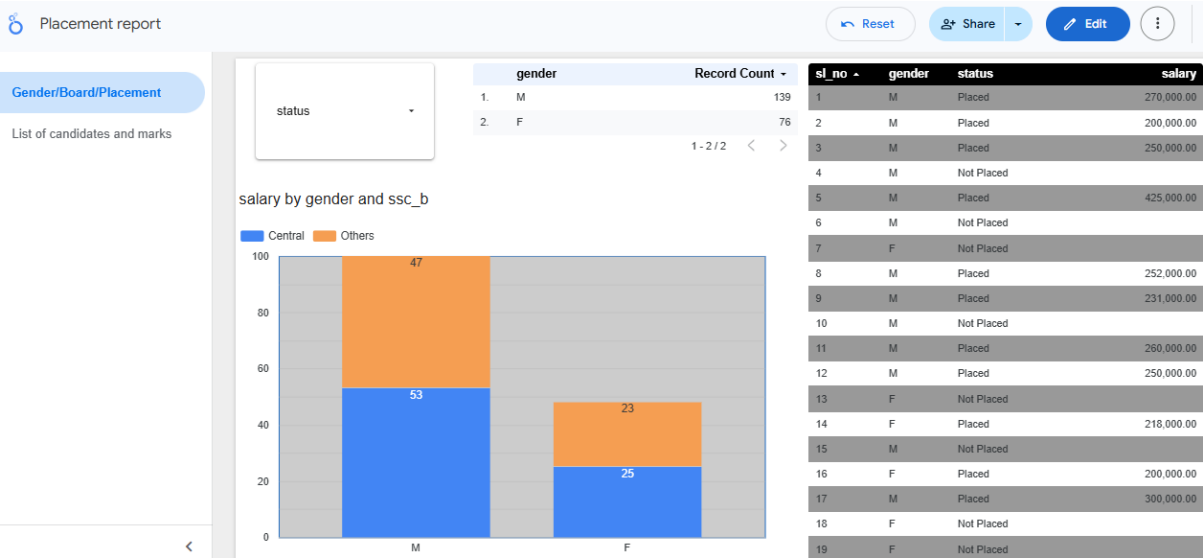 Placement report
Reset
Share
Edit
Gender/Board/Placement
List of candidates and marks
status
gender Record Count
1. M 139
2. F 76
1 - 2 / 2
salary by gender and ssc_b
Central Others
100
80
60
40
20
0
47
53
23
25
M F
sl_no gender status salary
1 M Placed 270,000.00
2 M Placed 200,000.00
3 M Placed 250,000.00
4 M Not Placed
5 M Placed 425,000.00
6 M Not Placed
7 F Not Placed
8 M Placed 252,000.00
9 M Placed 231,000.00
10 M Not Placed
11 M Placed 260,000.00
12 M Placed 250,000.00
13 F Not Placed
14 F Placed 218,000.00
15 M Not Placed
16 F Placed 200,000.00
17 M Placed 300,000.00
18 F Not Placed
19 F Not Placed